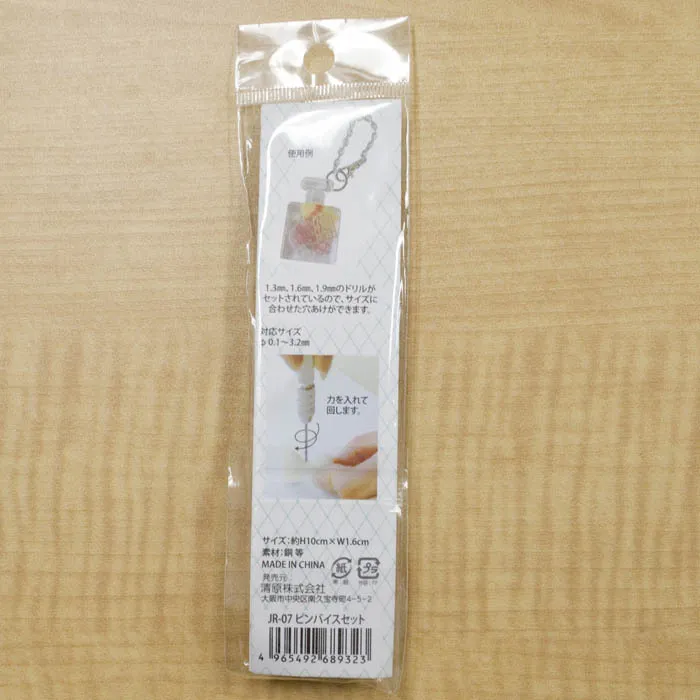 使用例
1.3㎜、1.6㎜、1.9㎜のドリルが
セットされているので、サイズに
合わせた穴あけができます。
対応サイズ
φ0.1～3.2㎜
力を入れて
回します。
サイズ：約H10cm×W1.6cm
素材：鋼 等
MADE IN CHINA
紙 プラ
発売元
清原株式会社
大阪市中央区南久宝寺町4-5-2
JR-07 ピンバイスセット
4 965492 689323